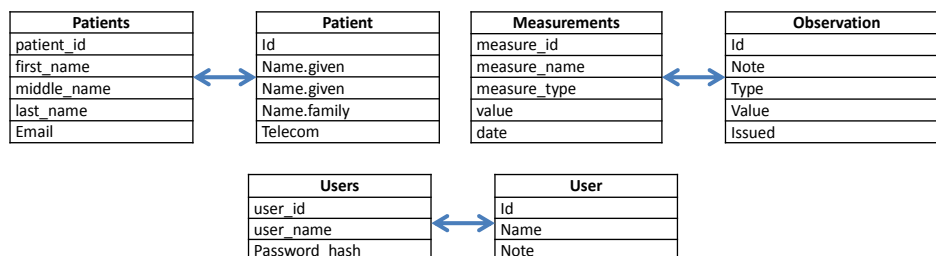 Patients
patient_id
first_name
middle_name
last_name
Email
Patient
Id
Name.given
Name.given
Name.family
Telecom
Measurements
measure_id
measure_name
measure_type
value
date
Observation
Id
Note
Type
Value
Issued
Users
user_id
user_name
Password_hash
User
Id
Name
Note